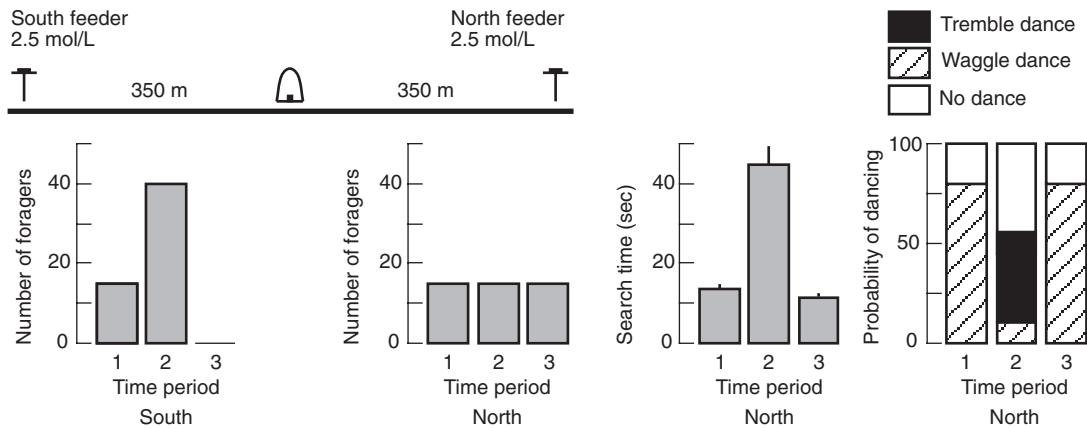 South feeder
2.5 mol/L
North feeder
2.5 mol/L
350 m
350 m
Tremble dance
Waggle dance
No dance
Number of foragers
40
20
0
1 2 3
Time period
South
Number of foragers
40
20
0
1 2 3
Time period
North
Search time (sec)
40
20
0
1 2 3
Time period
North
Probability of dancing
100
50
0
1 2 3
Time period
North